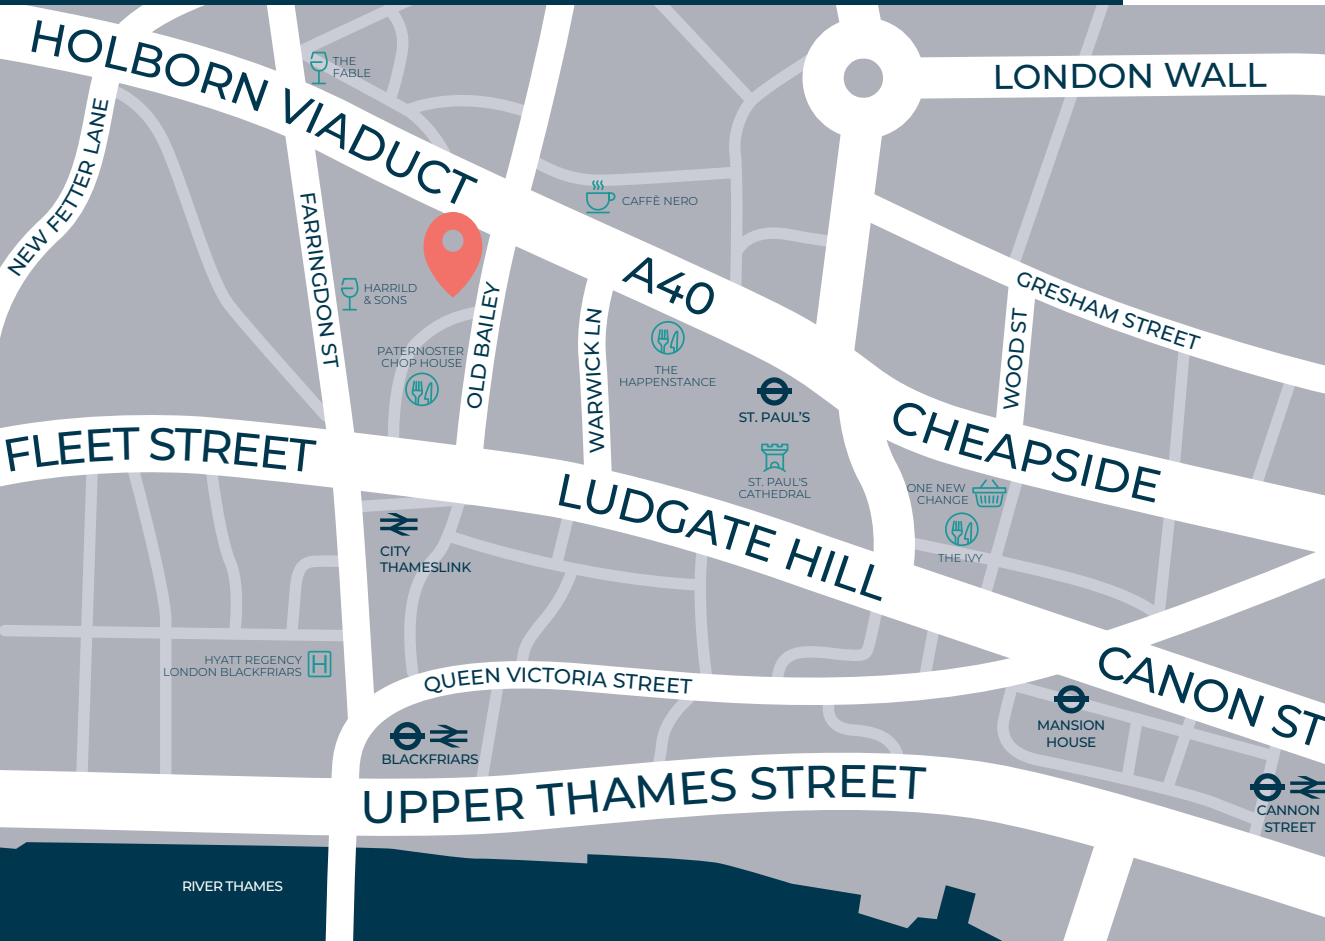 HOLBORN VIADUCT
THE
FABLE
LONDON WALL
NEW FETTER LANE
FARRINGDON ST
CAFFÈ NERO
A40
HARRILD
& SONS
OLD BAILEY
WARWICK LN
GRESHAM STREET
WOOD ST
PATERNOSTER
CHOP HOUSE
THE
HAPPENSTANCE
ST. PAUL'S
CHEAPSIDE
FLEET STREET
LUDGATE HILL
ST. PAUL'S
CATHEDRAL
ONE NEW
CHANGE
THE IVY
CITY
THAMESLINK
HYATT REGENCY
LONDON BLACKFRIARS
H
QUEEN VICTORIA STREET
CANON ST
MANSION
HOUSE
BLACKFRIARS
UPPER THAMES STREET
CANNON
STREET
RIVER THAMES